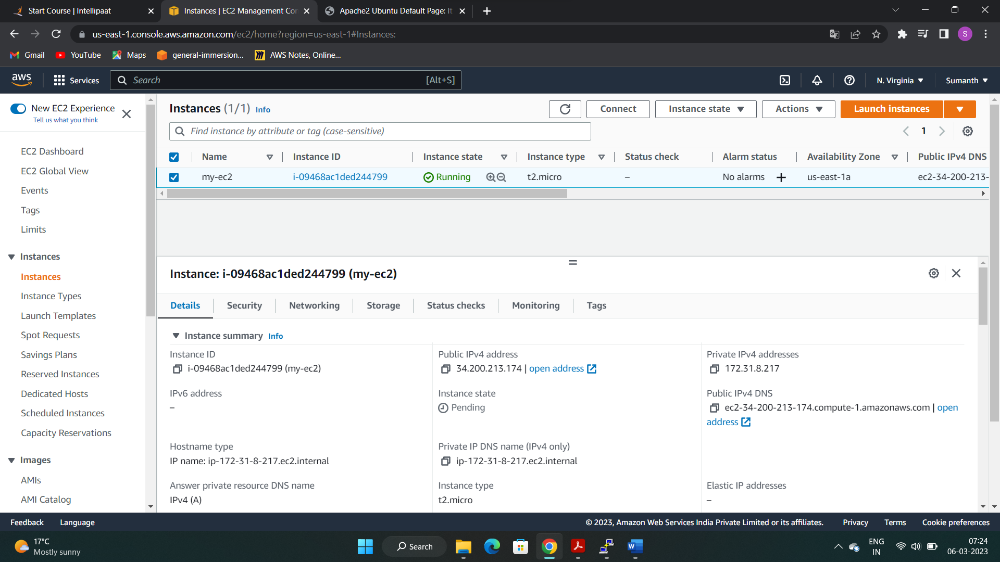 Start Course | Intellipaat
Instances | EC2 Management Con
Apache2 Ubuntu Default Page: It
us-east-1.console.aws.amazon.com/ec2/home?region=us-east-1#Instances:
S
Gmail
YouTube
Maps
general-immersion...
AWS Notes, Online...
aws
Services
Search
[Alt+S]
N. Virginia
Sumanth
New EC2 Experience
Tell us what you think
EC2 Dashboard
EC2 Global View
Events
Tags
Limits
Instances
Instances
Instance Types
Launch Templates
Spot Requests
Savings Plans
Reserved Instances
Dedicated Hosts
Scheduled Instances
Capacity Reservations
Images
AMIs
AMI Catalog
Instances (1/1) Info
Connect
Instance state
Actions
Launch instances
Find instance by attribute or tag (case-sensitive)
1
Name
Instance ID
Instance state
Instance type
Status check
Alarm status
Availability Zone
Public IPv4 DNS
my-ec2
i-09468ac1ded244799
Running
t2.micro
–
No alarms
us-east-1a
ec2-34-200-213-
Instance: i-09468ac1ded244799 (my-ec2)
Details
Security
Networking
Storage
Status checks
Monitoring
Tags
Instance summary Info
Instance ID
i-09468ac1ded244799 (my-ec2)
Public IPv4 address
34.200.213.174 | open address
Private IPv4 addresses
172.31.8.217
IPv6 address
–
Instance state
Pending
Public IPv4 DNS
ec2-34-200-213-174.compute-1.amazonaws.com | open
address
Hostname type
IP name: ip-172-31-8-217.ec2.internal
Private IP DNS name (IPv4 only)
ip-172-31-8-217.ec2.internal
Answer private resource DNS name
IPv4 (A)
Instance type
t2.micro
Elastic IP addresses
–
Feedback
Language
© 2023, Amazon Web Services India Private Limited or its affiliates.
Privacy
Terms
Cookie preferences
17°C
Mostly sunny
Search
ENG
IN
07:24
06-03-2023